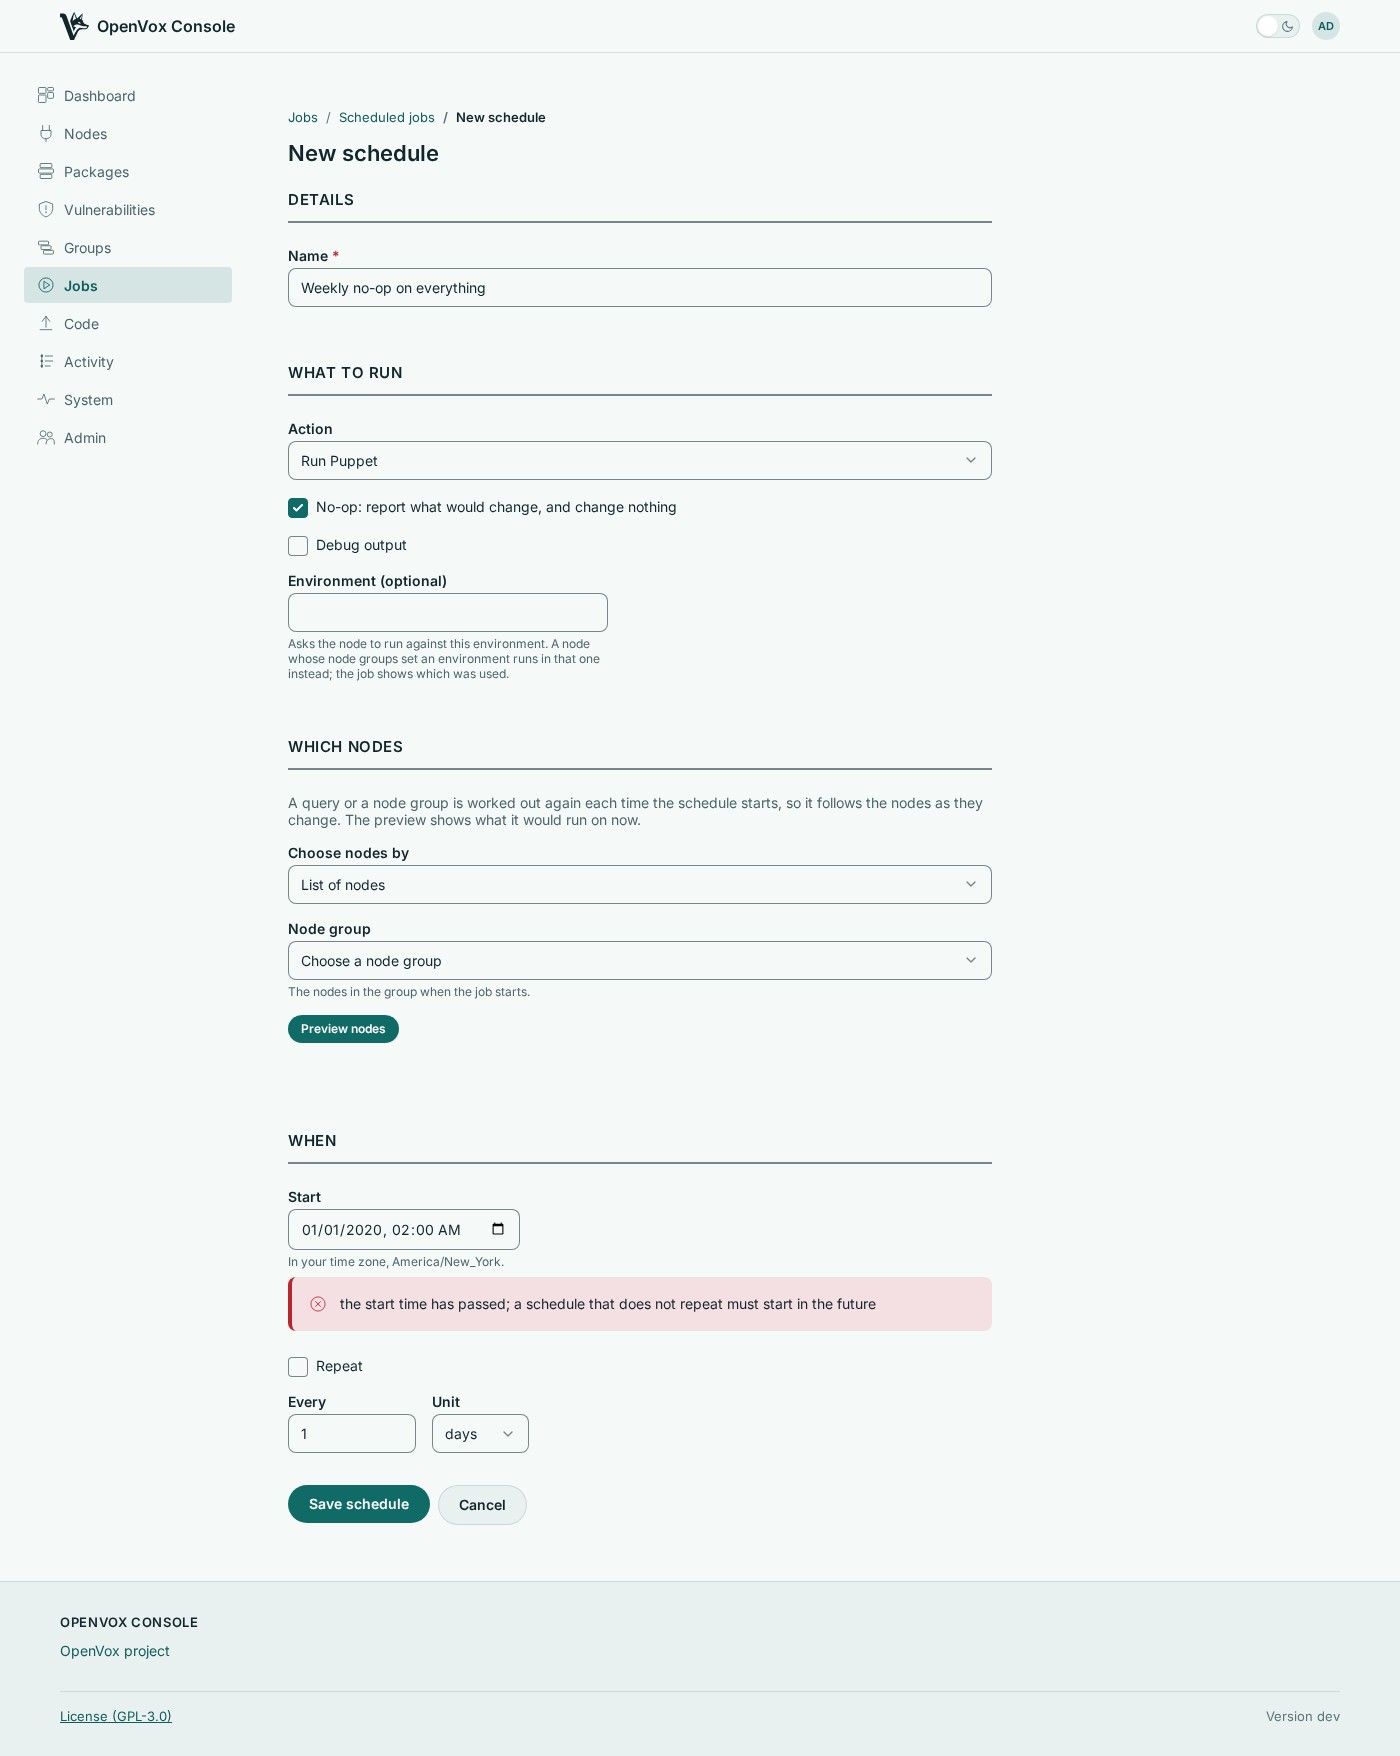 OpenVox Console
AD
Dashboard
Nodes
Packages
Vulnerabilities
Groups
Jobs
Code
Activity
System
Admin
Jobs / Scheduled jobs / New schedule
New schedule
DETAILS
Name *
Weekly no-op on everything
WHAT TO RUN
Action
Run Puppet
No-op: report what would change, and change nothing
Debug output
Environment (optional)
Asks the node to run against this environment. A node
whose node groups set an environment runs in that one
instead; the job shows which was used.
WHICH NODES
A query or a node group is worked out again each time the schedule starts, so it follows the nodes as they
change. The preview shows what it would run on now.
Choose nodes by
List of nodes
Node group
Choose a node group
The nodes in the group when the job starts.
Preview nodes
WHEN
Start
01/01/2020, 02:00 AM
In your time zone, America/New_York.
the start time has passed; a schedule that does not repeat must start in the future
Repeat
Every Unit
1 days
Save schedule Cancel
OPENVOX CONSOLE
OpenVox project
License (GPL-3.0) Version dev